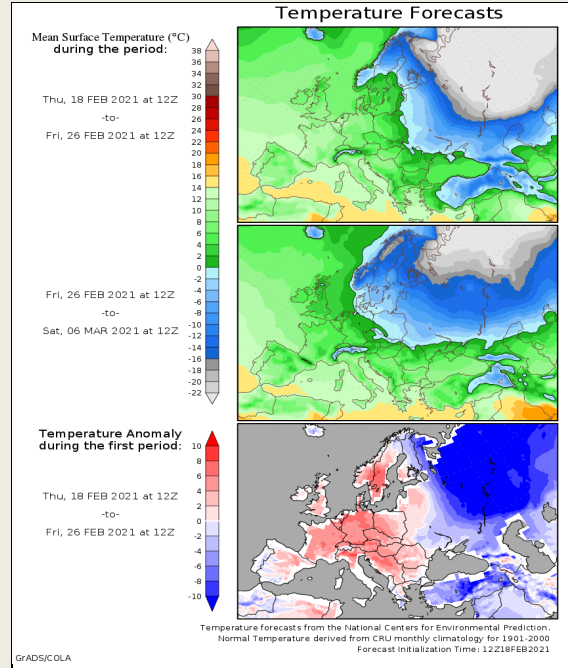 Temperature Forecasts
Mean Surface Temperature (°C)
during the period:
Thu, 18 FEB 2021 at 12Z
-to-
Fri, 26 FEB 2021 at 12Z
38
36
34
32
30
28
26
24
22
20
18
16
14
12
10
8
6
4
2
0
-2
-4
-6
-8
-10
-12
-14
-16
-18
-20
-22
Fri, 26 FEB 2021 at 12Z
-to-
Sat, 06 MAR 2021 at 12Z
Temperature Anomaly
during the first period:
Thu, 18 FEB 2021 at 12Z
-to-
Fri, 26 FEB 2021 at 12Z
10
8
6
4
2
0
-2
-4
-6
-8
-10
Temperature forecasts from the National Centers for Environmental Prediction.
Normal Temperature derived from CRU monthly climatology for 1901-2000
Forecast Initialization Time: 12Z18FEB2021
GrADS/COLA